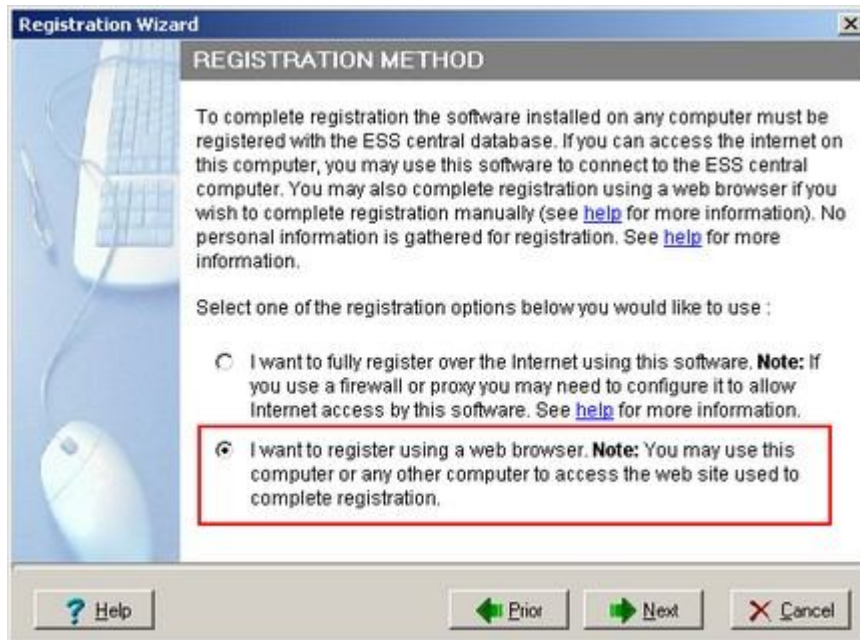 Registration Wizard
REGISTRATION METHOD
To complete registration the software installed on any computer must be
registered with the ESS central database. If you can access the internet on
this computer, you may use this software to connect to the ESS central
computer. You may also complete registration using a web browser if you
wish to complete registration manually (see help for more information). No
personal information is gathered for registration. See help for more
information.
Select one of the registration options below you would like to use :
I want to fully register over the Internet using this software. Note: If
you use a firewall or proxy you may need to configure it to allow
Internet access by this software. See help for more information.
I want to register using a web browser. Note: You may use this
computer or any other computer to access the web site used to
complete registration.
? Help
Prior
Next
Cancel